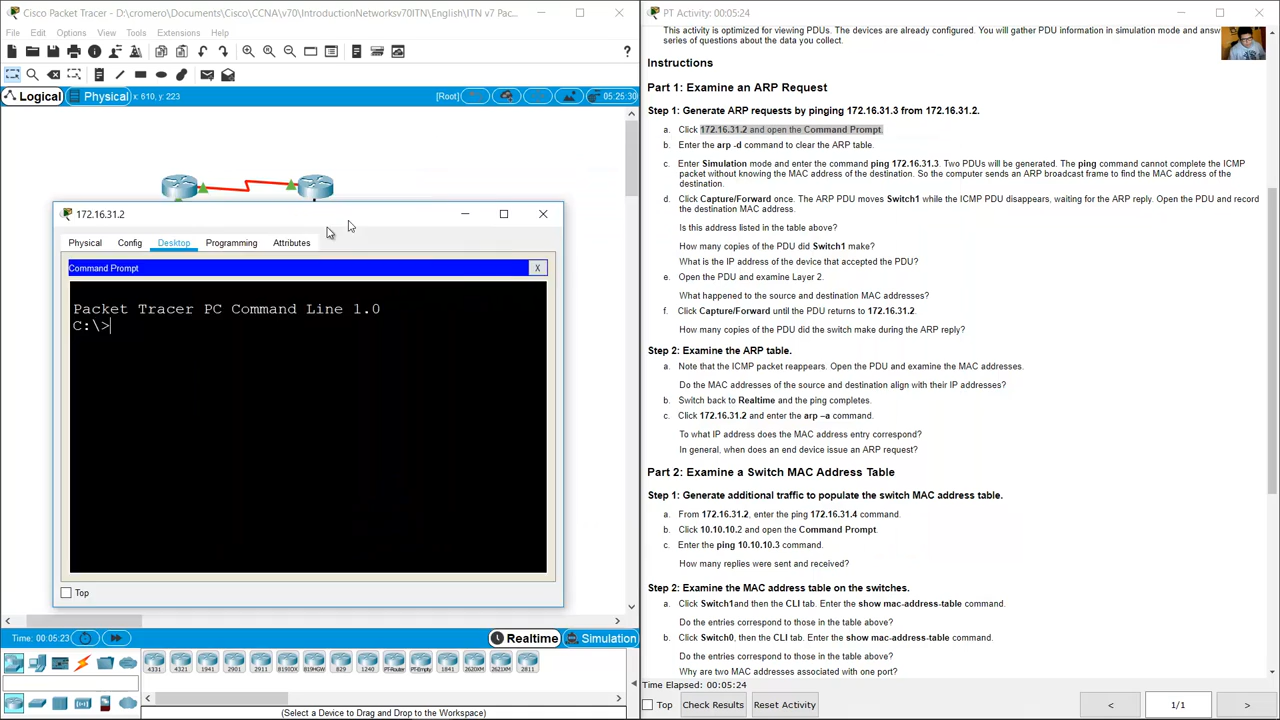 Cisco Packet Tracer - D:\cromero\Documents\Cisco\CCNA\v70\IntroductionNetworksv70ITN\English\ITN v7 Pac...
File Edit Options View Tools Extensions Help
Logical Physical x: 610, y: 223 [Root] 05:25:30
172.16.31.2
Physical Config Desktop Programming Attributes
Command Prompt X
Packet Tracer PC Command Line 1.0
C:\>
Top
Time: 00:05:23 Realtime Simulation
4331 4321 1941 2901 2911 819IOX 819HGW 829 1240 PT-Router PT-Empty 1841 2620XM 2621XM 2811
(Select a Device to Drag and Drop to the Workspace)
PT Activity: 00:05:24
This activity is optimized for viewing PDUs. The devices are already configured. You will gather PDU information in simulation mode and answ
series of questions about the data you collect.
Instructions
Part 1: Examine an ARP Request
Step 1: Generate ARP requests by pinging 172.16.31.3 from 172.16.31.2.
a. Click 172.16.31.2 and open the Command Prompt.
b. Enter the arp -d command to clear the ARP table.
c. Enter Simulation mode and enter the command ping 172.16.31.3. Two PDUs will be generated. The ping command cannot complete the ICMP
packet without knowing the MAC address of the destination. So the computer sends an ARP broadcast frame to find the MAC address of the
destination.
d. Click Capture/Forward once. The ARP PDU moves Switch1 while the ICMP PDU disappears, waiting for the ARP reply. Open the PDU and record
the destination MAC address.
Is this address listed in the table above?
How many copies of the PDU did Switch1 make?
What is the IP address of the device that accepted the PDU?
e. Open the PDU and examine Layer 2.
What happened to the source and destination MAC addresses?
f. Click Capture/Forward until the PDU returns to 172.16.31.2.
How many copies of the PDU did the switch make during the ARP reply?
Step 2: Examine the ARP table.
a. Note that the ICMP packet reappears. Open the PDU and examine the MAC addresses.
Do the MAC addresses of the source and destination align with their IP addresses?
b. Switch back to Realtime and the ping completes.
c. Click 172.16.31.2 and enter the arp –a command.
To what IP address does the MAC address entry correspond?
In general, when does an end device issue an ARP request?
Part 2: Examine a Switch MAC Address Table
Step 1: Generate additional traffic to populate the switch MAC address table.
a. From 172.16.31.2, enter the ping 172.16.31.4 command.
b. Click 10.10.10.2 and open the Command Prompt.
c. Enter the ping 10.10.10.3 command.
How many replies were sent and received?
Step 2: Examine the MAC address table on the switches.
a. Click Switch1and then the CLI tab. Enter the show mac-address-table command.
Do the entries correspond to those in the table above?
b. Click Switch0, then the CLI tab. Enter the show mac-address-table command.
Do the entries correspond to those in the table above?
Why are two MAC addresses associated with one port?
Time Elapsed: 00:05:24
Top Check Results Reset Activity < 1/1 >